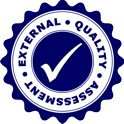 EXTERNAL • QUALITY •
ASSESSMENT •